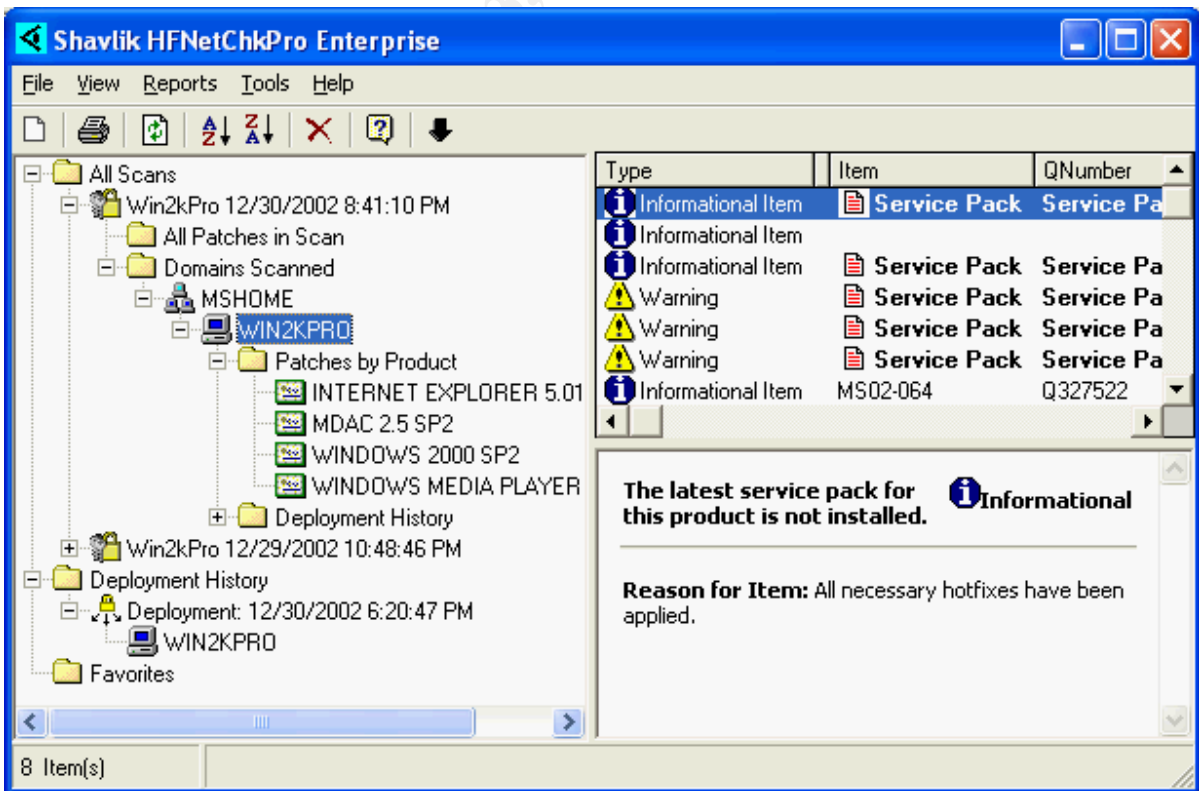 Shavlik HFNetChkPro Enterprise
File View Reports Tools Help
All Scans
Win2kPro 12/30/2002 8:41:10 PM
All Patches in Scan
Domains Scanned
MSHOME
WIN2KPRO
Patches by Product
INTERNET EXPLORER 5.01
MDAC 2.5 SP2
WINDOWS 2000 SP2
WINDOWS MEDIA PLAYER
Deployment History
Win2kPro 12/29/2002 10:48:46 PM
Deployment History
Deployment: 12/30/2002 6:20:47 PM
WIN2KPRO
Favorites
Type Item QNumber
Informational Item Service Pack Service Pa
Informational Item
Informational Item Service Pack Service Pa
Warning Service Pack Service Pa
Warning Service Pack Service Pa
Warning Service Pack Service Pa
Informational Item MS02-064 Q327522
The latest service pack for
this product is not installed.
Informational
Reason for Item: All necessary hotfixes have been
applied.
8 Item(s)